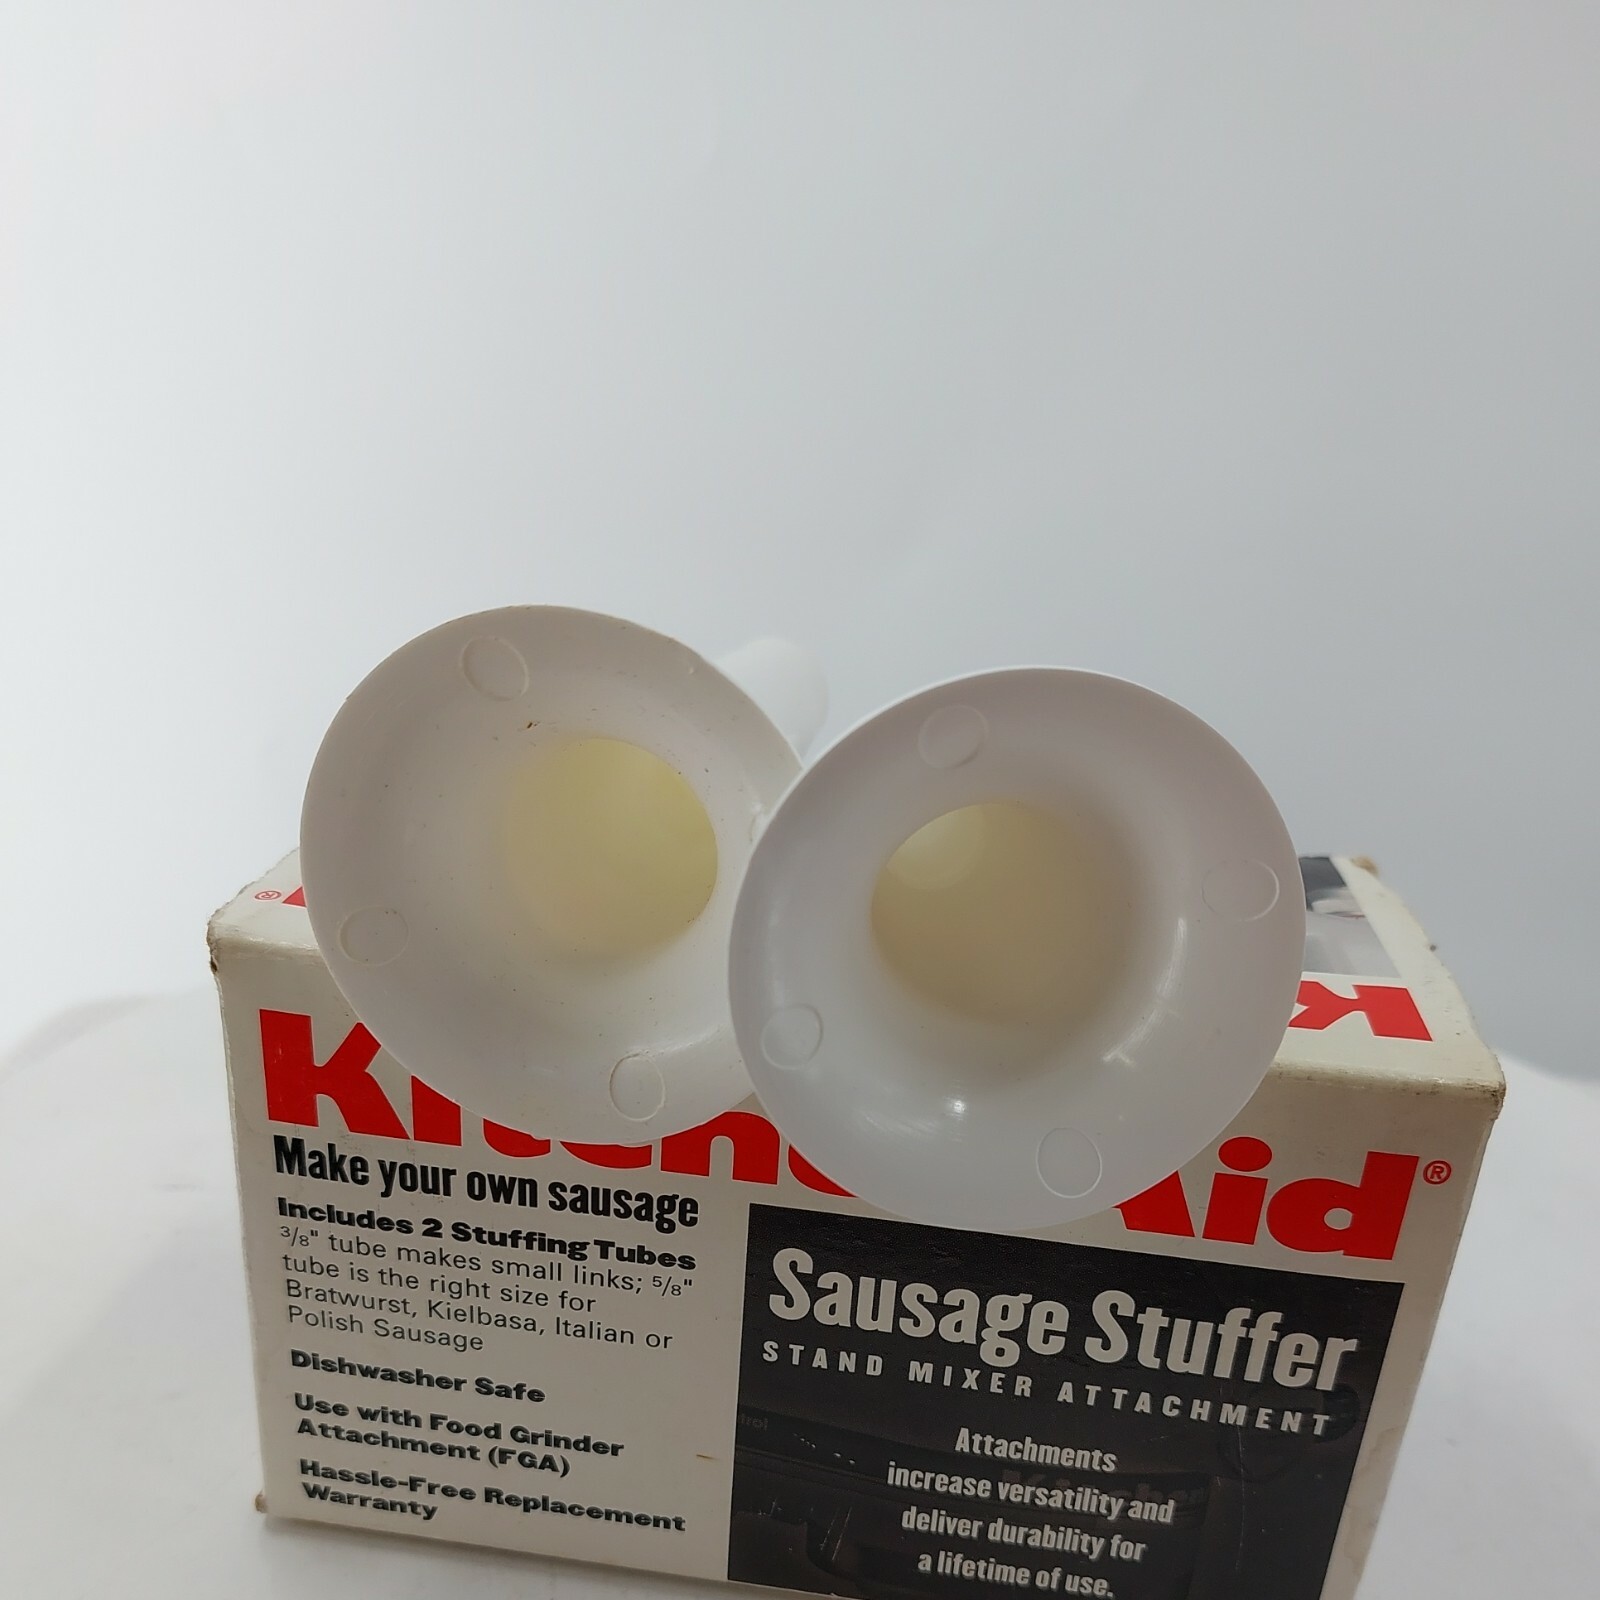 ®
K
KitchenAid®
Make your own sausage
Includes 2 Stuffing Tubes
3/8" tube makes small links; 5/8"
tube is the right size for
Bratwurst, Kielbasa, Italian or
Polish Sausage
Dishwasher Safe
Use with Food Grinder
Attachment (FGA)
Hassle-Free Replacement
Warranty
Sausage Stuffer
STAND MIXER ATTACHMENT
Attachments
increase versatility and
deliver durability for
a lifetime of use.